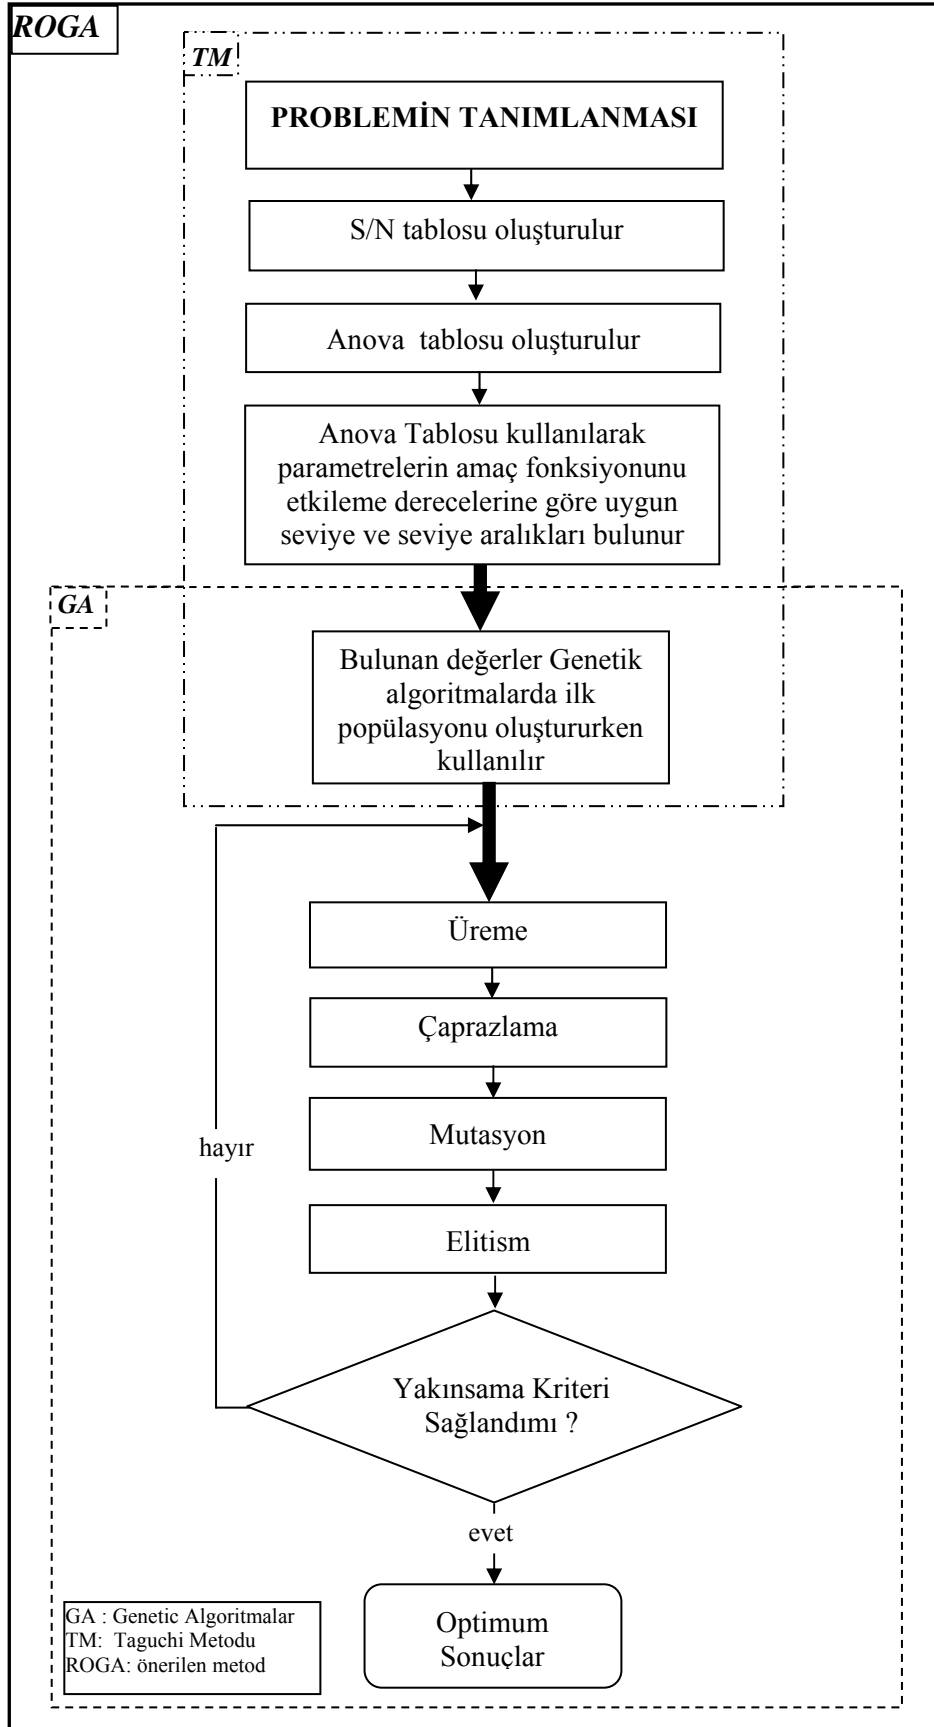 ROGA
TM
PROBLEMİN TANIMLANMASI
S/N tablosu oluşturulur
Anova tablosu oluşturulur
Anova Tablosu kullanılarak
parametrelerin amaç fonksiyonunu
etkileme derecelerine göre uygun
seviye ve seviye aralıkları bulunur
GA
Bulunan değerler Genetik
algoritmalarda ilk
popülasyonu oluştururken
kullanılır
Üreme
Çaprazlama
Mutasyon
hayır
Elitism
Yakınsama Kriteri
Sağlandımı ?
evet
Optimum
Sonuçlar
GA : Genetic Algoritmalar
TM: Taguchi Metodu
ROGA: önerilen metod